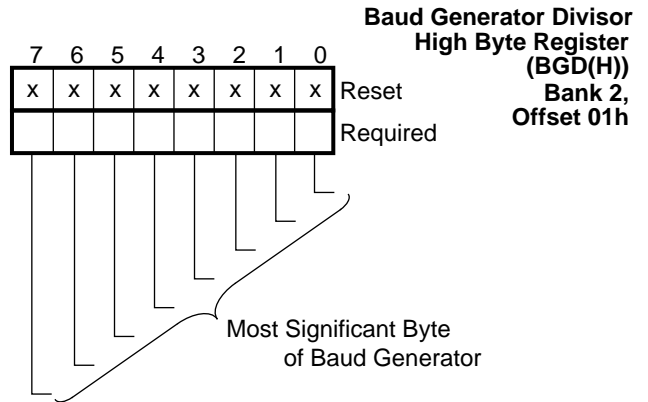 Baud Generator Divisor
High Byte Register
(BGD(H))
Bank 2,
Offset 01h
7 6 5 4 3 2 1 0
x x x x x x x x Reset
Required
Most Significant Byte
of Baud Generator